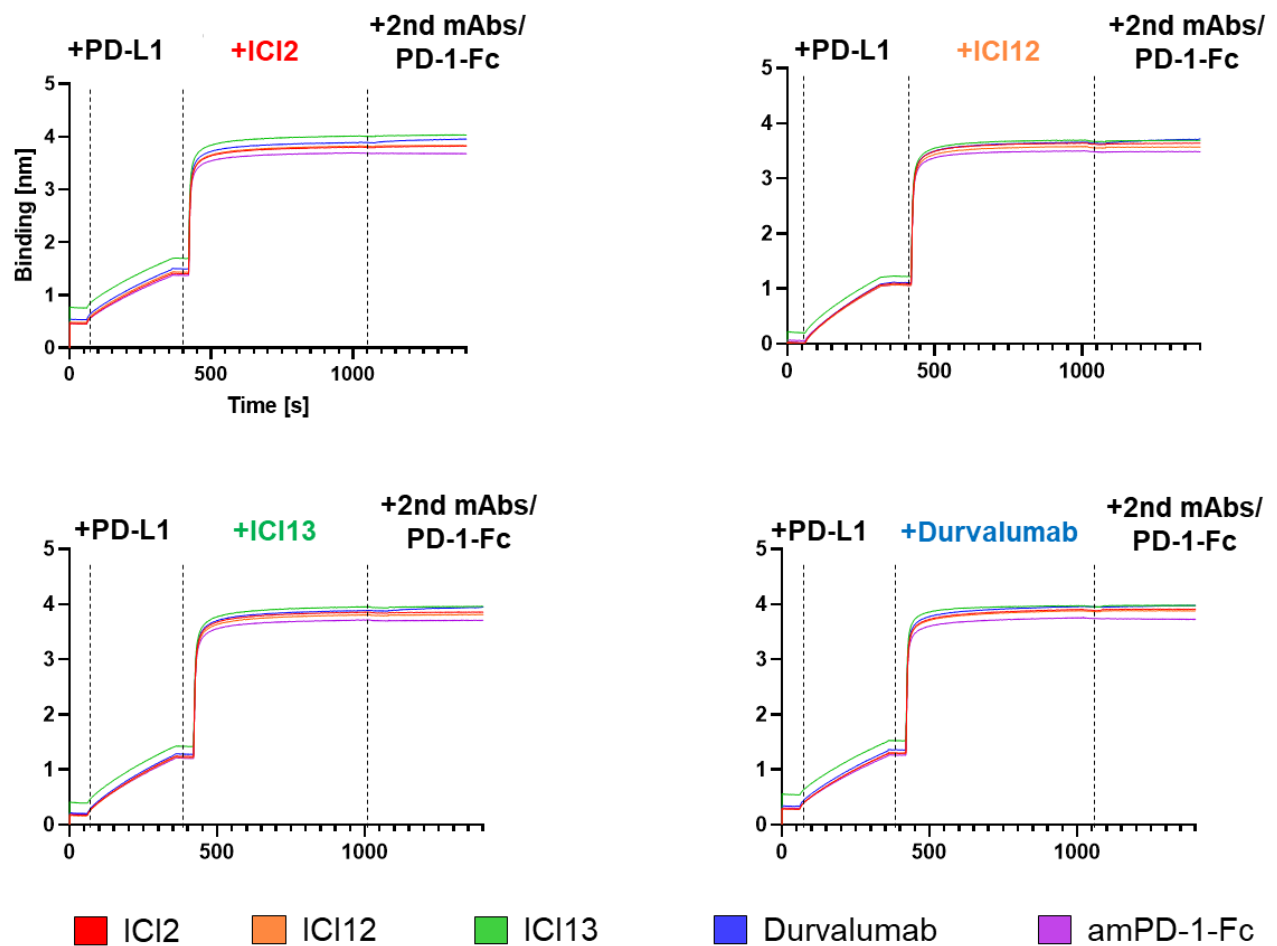 +PD-L1
+ICI2
+2nd mAbs/
PD-1-Fc
5
4
3
2
1
0
Binding [nm]
0
500
1000
Time [s]
+PD-L1
+ICI12
+2nd mAbs/
PD-1-Fc
5
4
3
2
1
0
0
500
1000
+PD-L1
+ICI13
+2nd mAbs/
PD-1-Fc
5
4
3
2
1
0
0
500
1000
+PD-L1
+Durvalumab
+2nd mAbs/
PD-1-Fc
5
4
3
2
1
0
0
500
1000
ICI2
ICI12
ICI13
Durvalumab
amPD-1-Fc